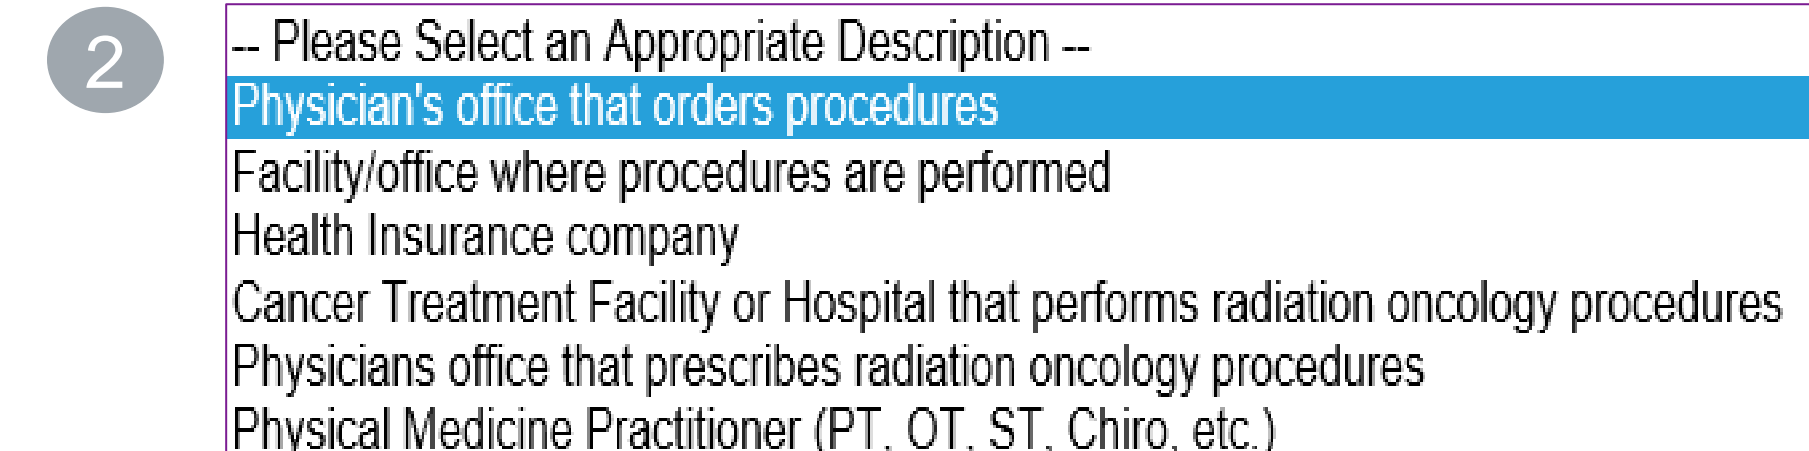 2
-- Please Select an Appropriate Description --
Physician's office that orders procedures
Facility/office where procedures are performed
Health Insurance company
Cancer Treatment Facility or Hospital that performs radiation oncology procedures
Physicians office that prescribes radiation oncology procedures
Physical Medicine Practitioner (PT, OT, ST, Chiro, etc.)